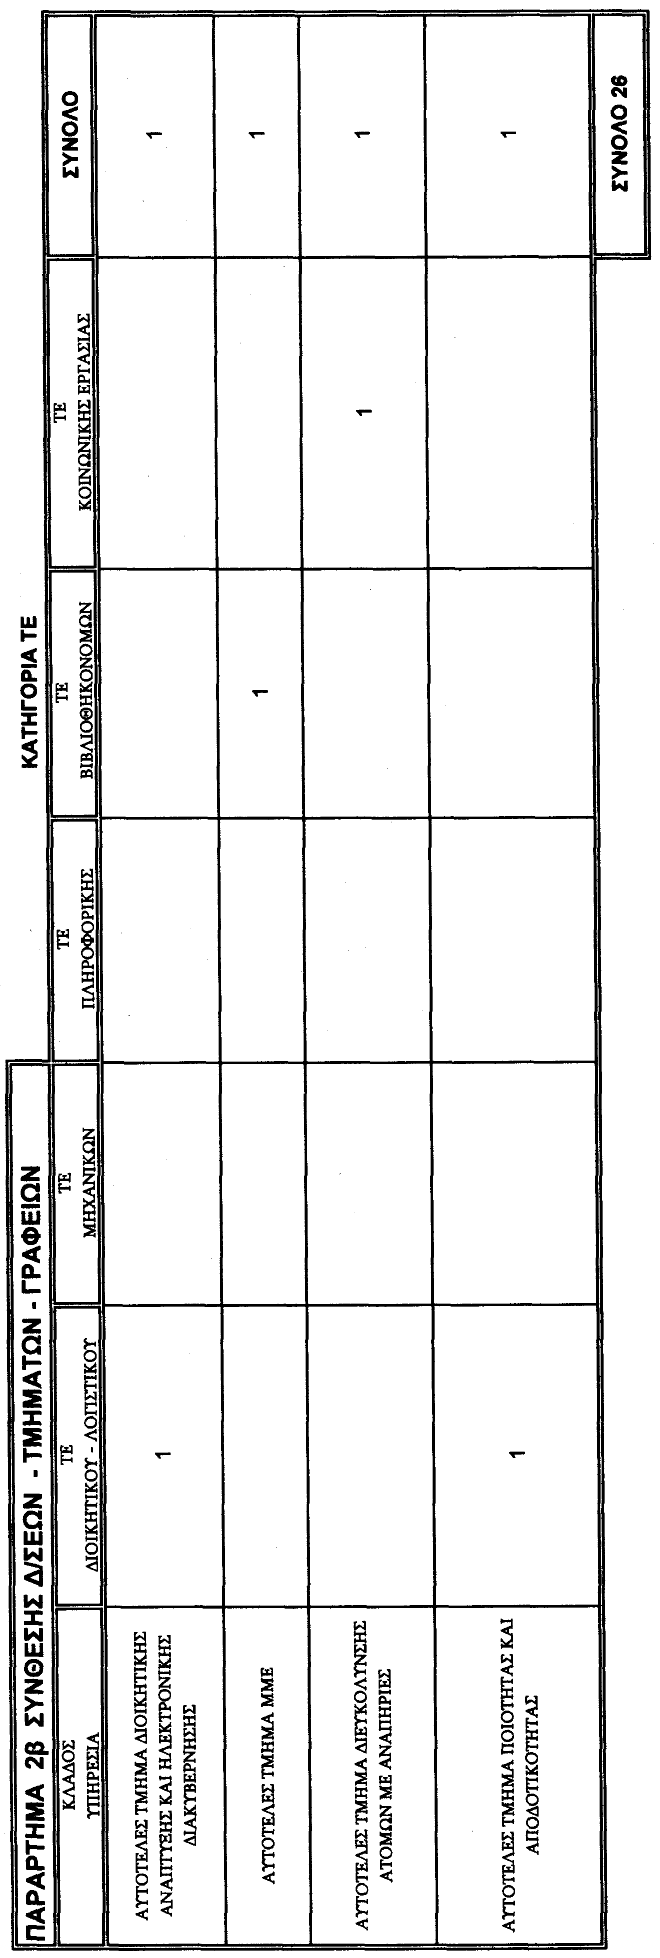 ΠΑΡΑΡΤΗΜΑ 2β ΣΥΝΘΕΣΗΣ Δ/ΣΕΩΝ - ΤΜΗΜΑΤΩΝ - ΓΡΑΦΕΙΩΝ
ΚΑΤΗΓΟΡΙΑ ΤΕ
ΚΛΑΔΟΣ
ΥΠΗΡΕΣΙΑ
ΤΕ
ΔΙΟΙΚΗΤΙΚΟΥ - ΛΟΓΙΣΤΙΚΟΥ
ΤΕ
ΜΗΧΑΝΙΚΩΝ
ΤΕ
ΠΛΗΡΟΦΟΡΙΚΗΣ
ΤΕ
ΒΙΒΛΙΟΘΗΚΟΝΟΜΩΝ
ΤΕ
ΚΟΙΝΩΝΙΚΗΣ ΕΡΓΑΣΙΑΣ
ΣΥΝΟΛΟ
ΑΥΤΟΤΕΛΕΣ ΤΜΗΜΑ ΔΙΟΙΚΗΤΙΚΗΣ
ΑΝΑΠΤΥΞΗΣ ΚΑΙ ΗΛΕΚΤΡΟΝΙΚΗΣ
ΔΙΑΚΥΒΕΡΝΗΣΗΣ
1
1
ΑΥΤΟΤΕΛΕΣ ΤΜΗΜΑ ΜΜΕ
1
1
ΑΥΤΟΤΕΛΕΣ ΤΜΗΜΑ ΔΙΕΥΚΟΛΥΝΣΗΣ
ΑΤΟΜΩΝ ΜΕ ΑΝΑΠΗΡΙΕΣ
1
1
ΑΥΤΟΤΕΛΕΣ ΤΜΗΜΑ ΠΟΙΟΤΗΤΑΣ ΚΑΙ
ΑΠΟΔΟΤΙΚΟΤΗΤΑΣ
1
1
ΣΥΝΟΛΟ 26